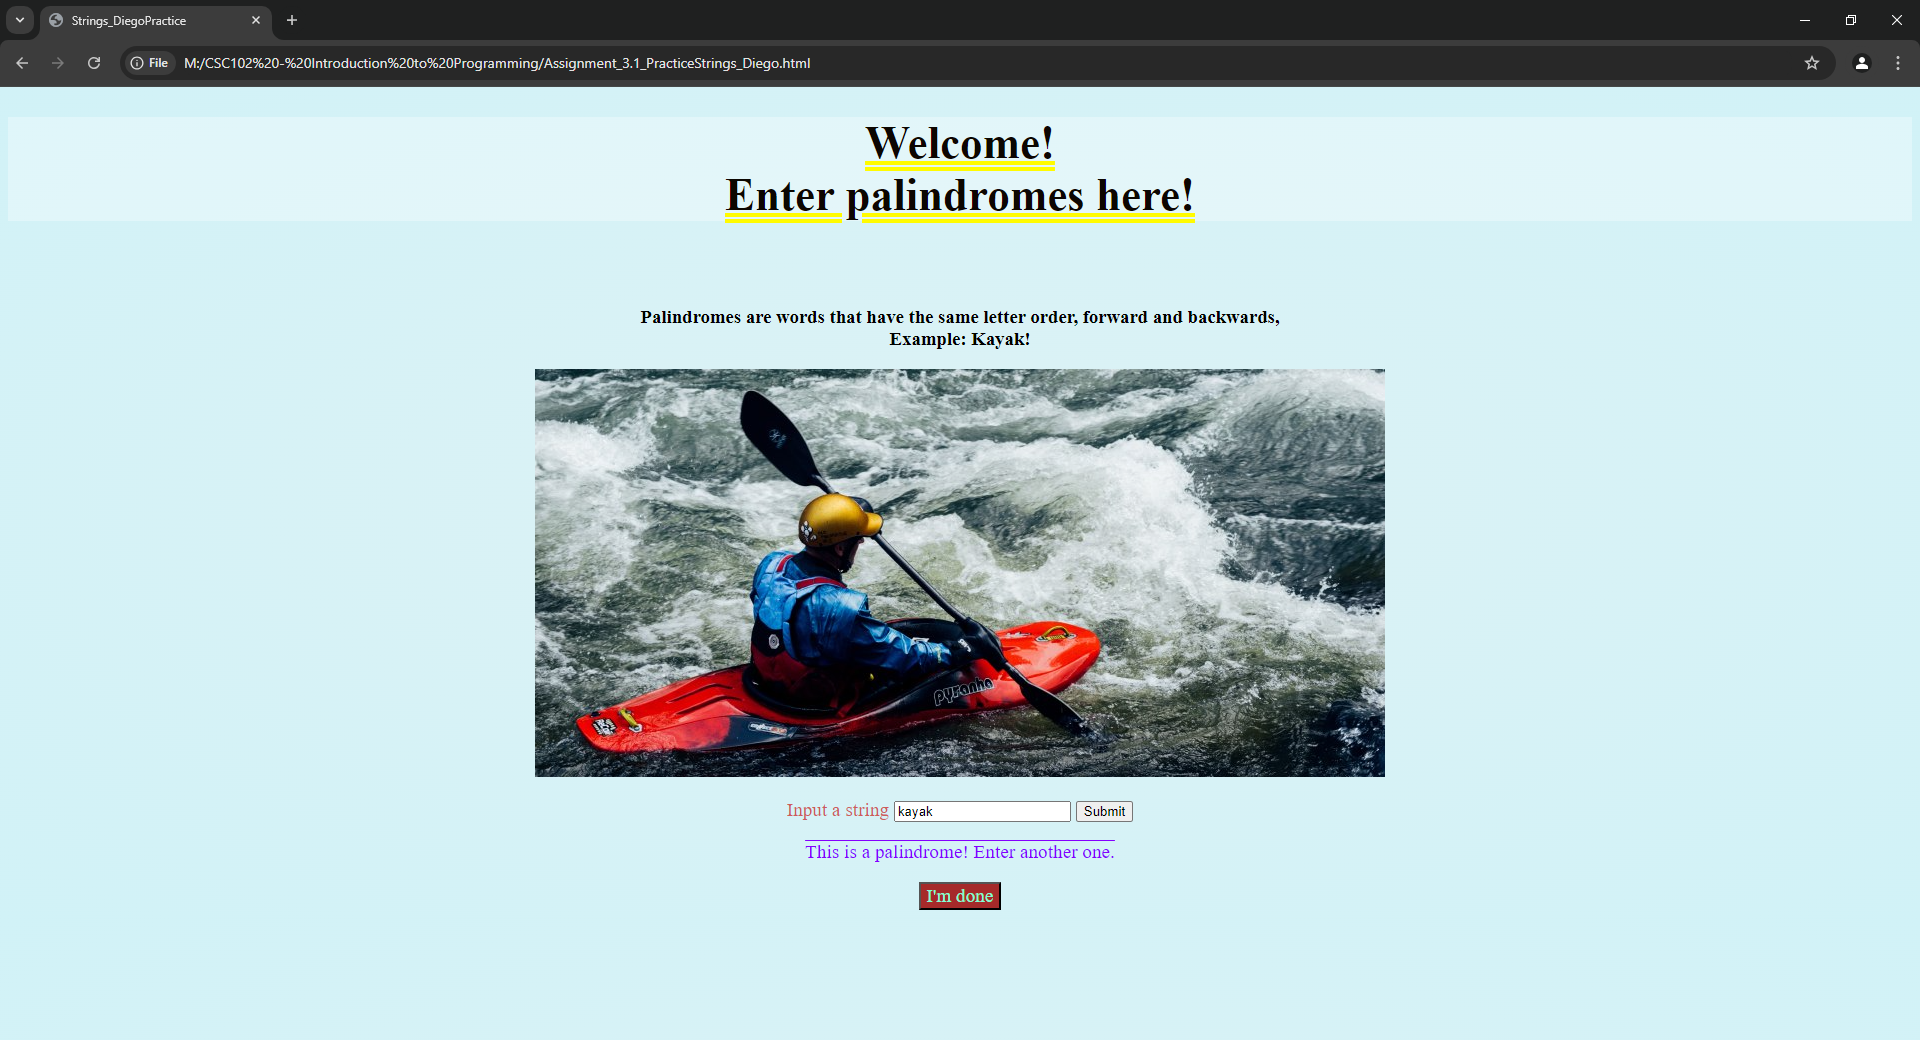 Strings_DiegoPractice
File
M:/CSC102%20-%20Introduction%20to%20Programming/Assignment_3.1_PracticeStrings_Diego.html
Welcome!
Enter palindromes here!
Palindromes are words that have the same letter order, forward and backwards,
Example: Kayak!
pyranha
Input a string kayak Submit
This is a palindrome! Enter another one.
I'm done